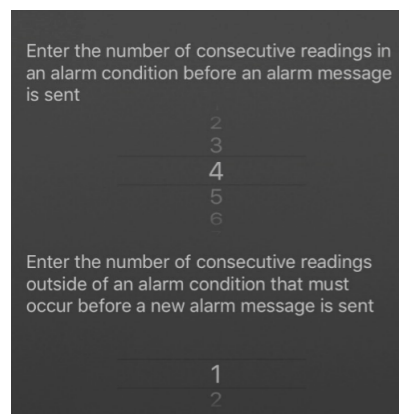 Enter the number of consecutive readings in
an alarm condition before an alarm message
is sent
2
3
4
5
6
Enter the number of consecutive readings
outside of an alarm condition that must
occur before a new alarm message is sent
1
2